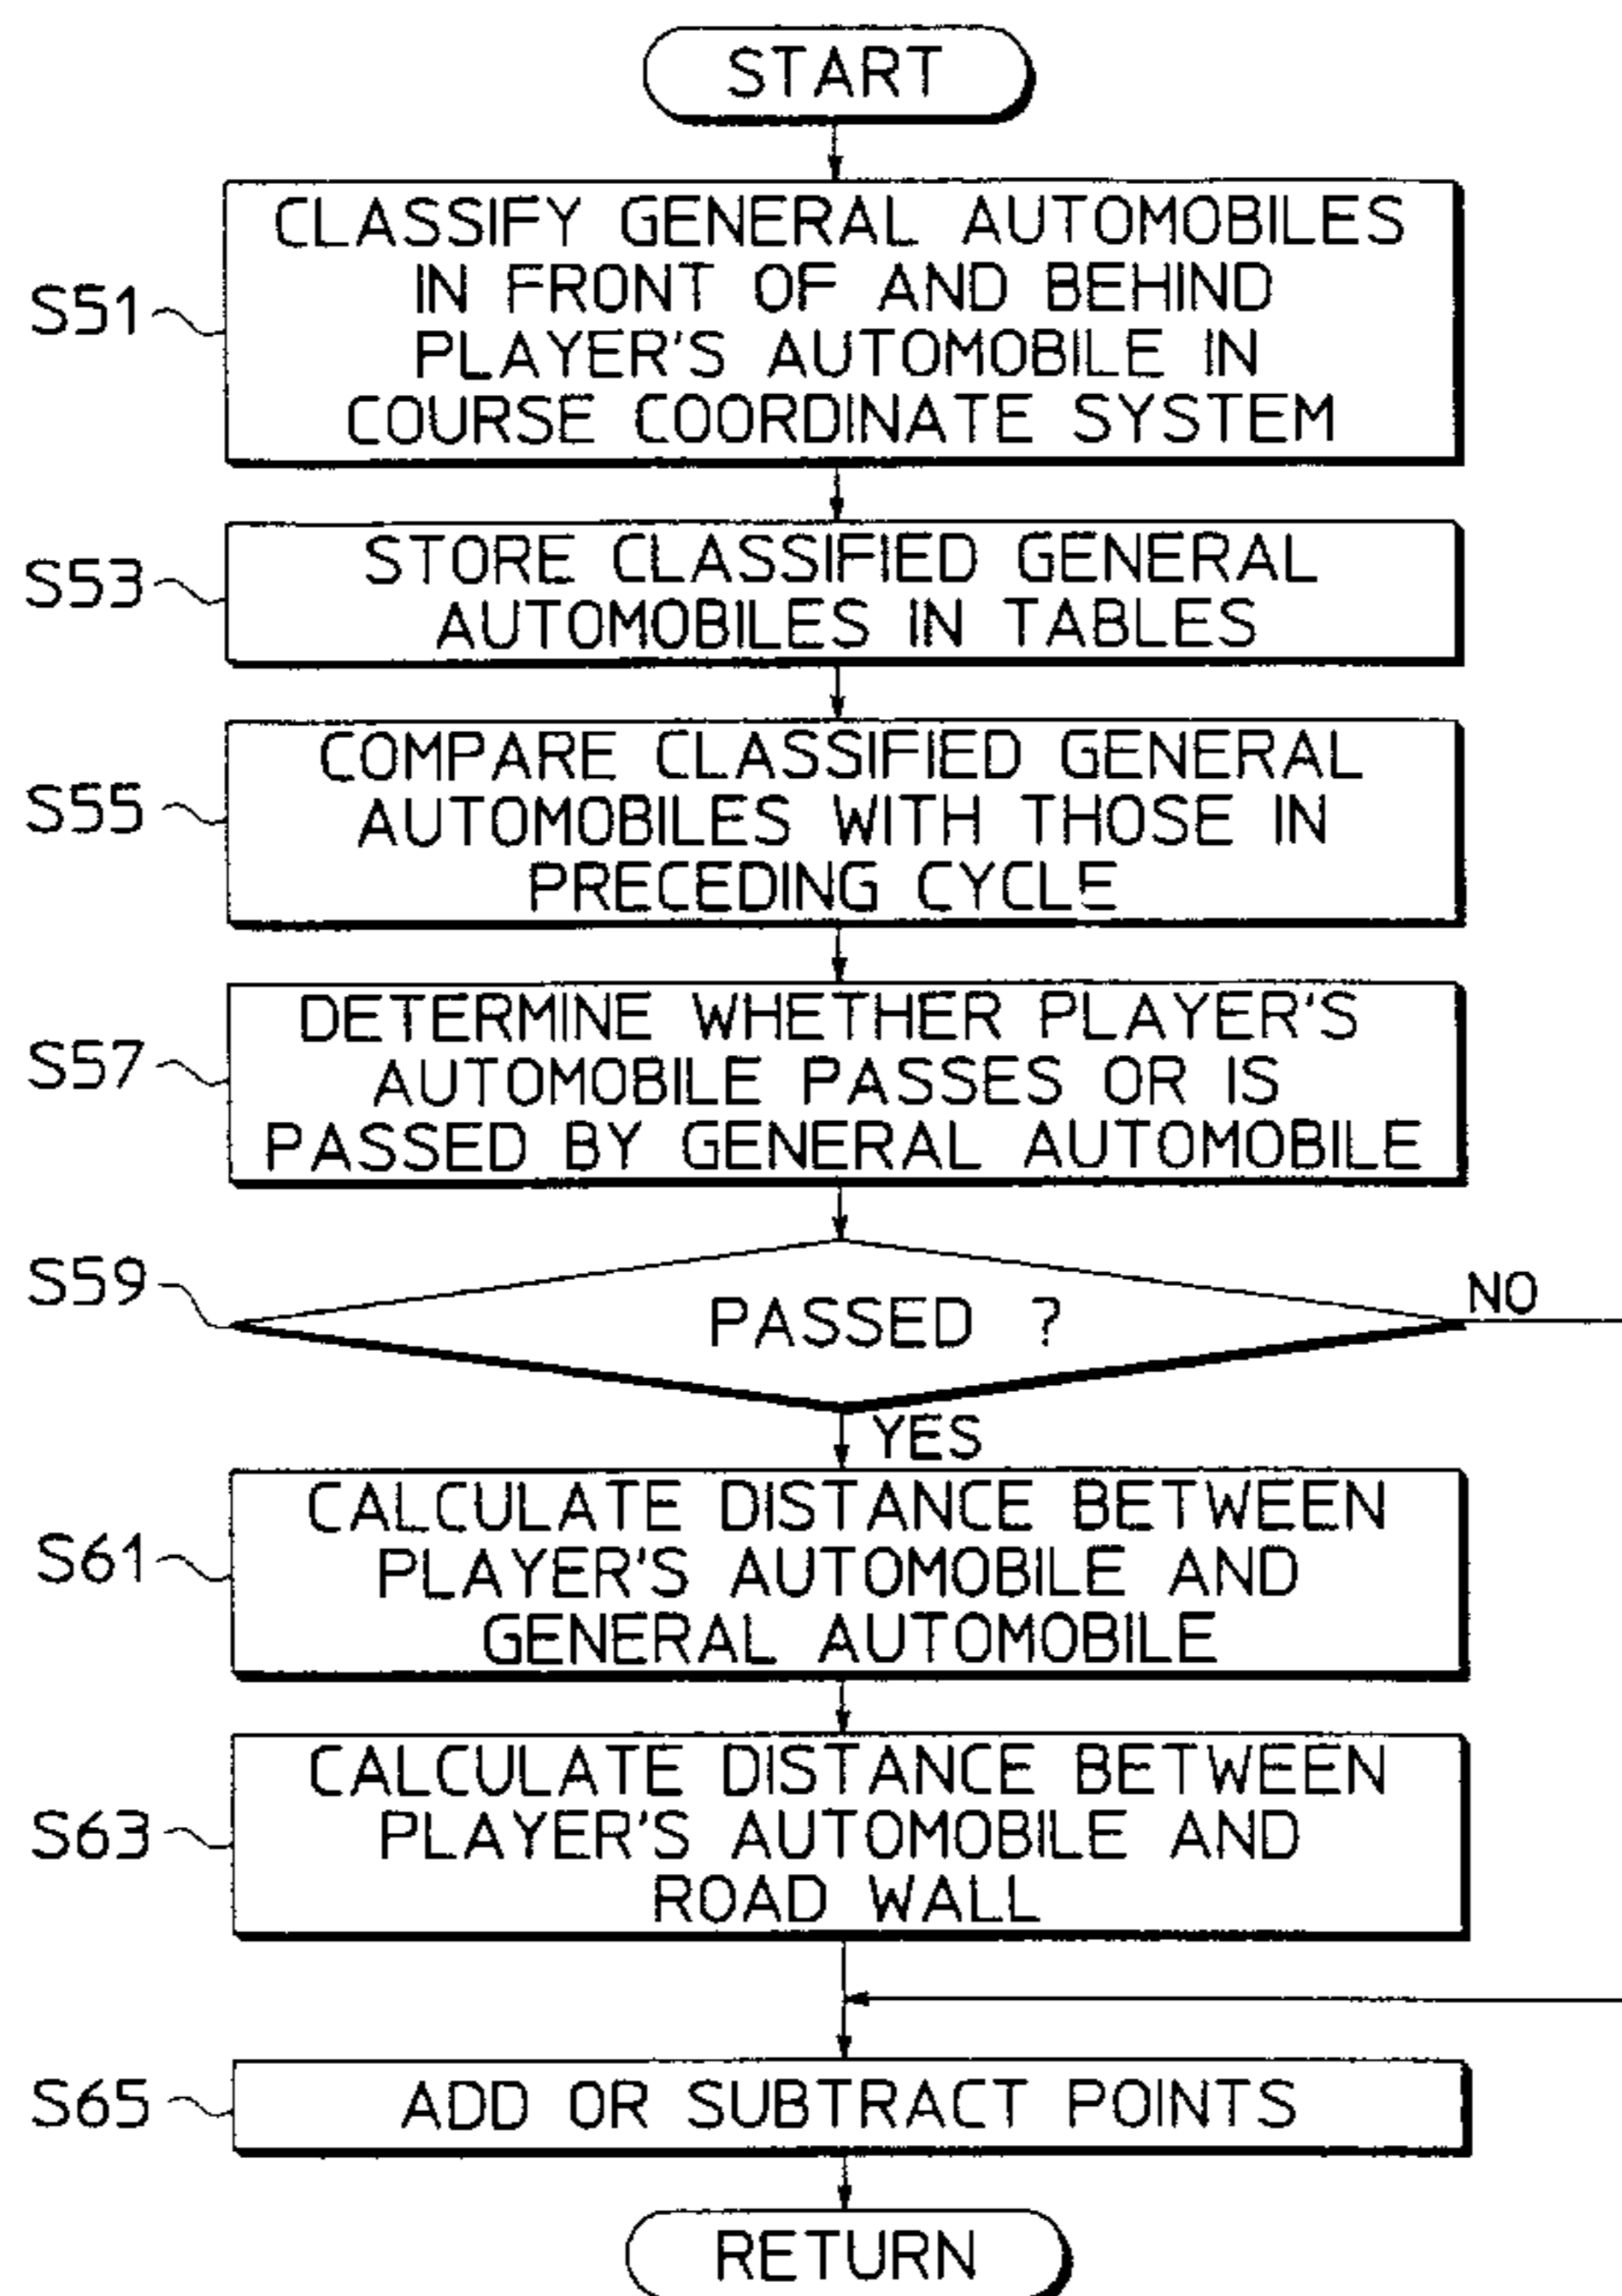 START
S51
CLASSIFY GENERAL AUTOMOBILES
IN FRONT OF AND BEHIND
PLAYER'S AUTOMOBILE IN
COURSE COORDINATE SYSTEM
S53
STORE CLASSIFIED GENERAL
AUTOMOBILES IN TABLES
S55
COMPARE CLASSIFIED GENERAL
AUTOMOBILES WITH THOSE IN
PRECEDING CYCLE
S57
DETERMINE WHETHER PLAYER'S
AUTOMOBILE PASSES OR IS
PASSED BY GENERAL AUTOMOBILE
S59
PASSED ?
NO
YES
S61
CALCULATE DISTANCE BETWEEN
PLAYER'S AUTOMOBILE AND
GENERAL AUTOMOBILE
S63
CALCULATE DISTANCE BETWEEN
PLAYER'S AUTOMOBILE AND
ROAD WALL
S65
ADD OR SUBTRACT POINTS
RETURN